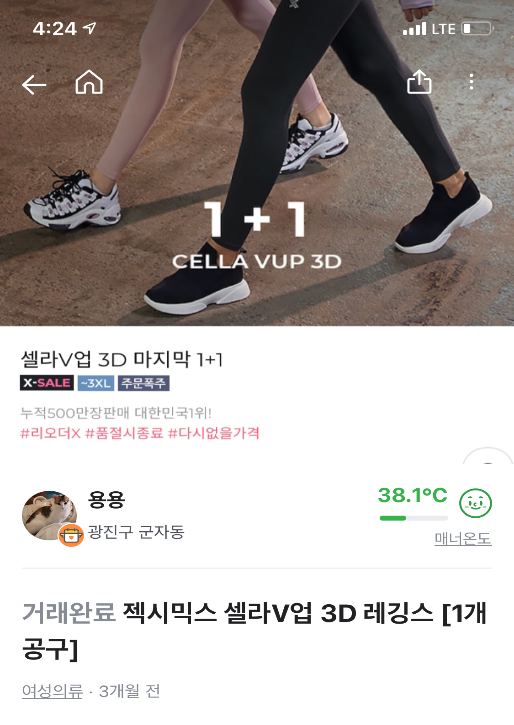 4:24
LTE
1 + 1
CELLA VUP 3D
셀라V업 3D 마지막 1+1
X-SALE ~3XL 주문폭주
누적500만장판매 대한민국1위!
#리오더X #품절시종료 #다시없을가격
용용
광진구 군자동
38.1°C
매너온도
거래완료 젝시믹스 셀라V업 3D 레깅스 [1개
공구]
여성의류 · 3개월 전